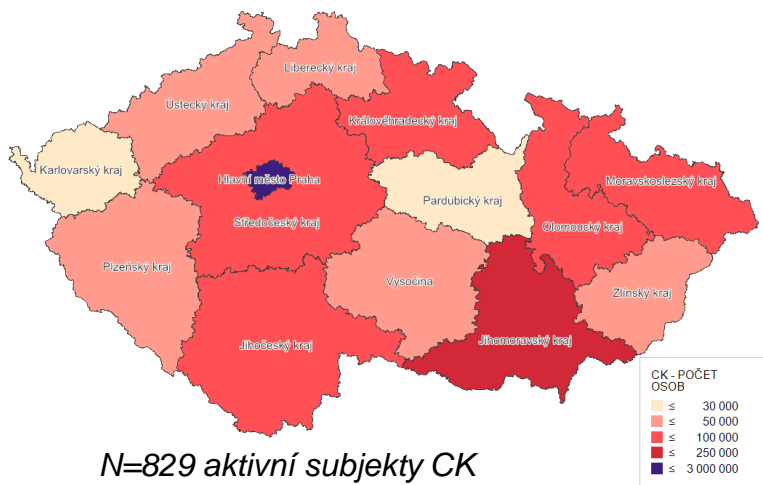 Liberecký kraj
Ústecký kraj
Královéhradecký kraj
Karlovarský kraj
Hlavní město Praha
Moravskoslezský kraj
Pardubický kraj
Středočeský kraj
Olomoucký kraj
Plzeňský kraj
Vysočina
Zlínský kraj
Jihočeský kraj
Jihomoravský kraj
CK - POČET
OSOB
≤ 30 000
≤ 50 000
≤ 100 000
≤ 250 000
≤ 3 000 000
N=829 aktivní subjekty CK